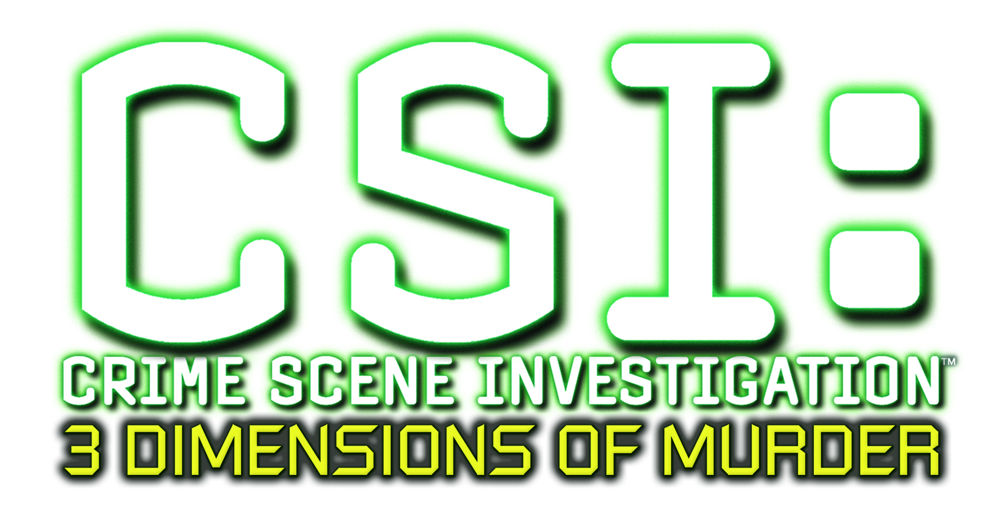 CSI:
CRIME SCENE INVESTIGATION™
3 DIMENSIONS OF MURDER